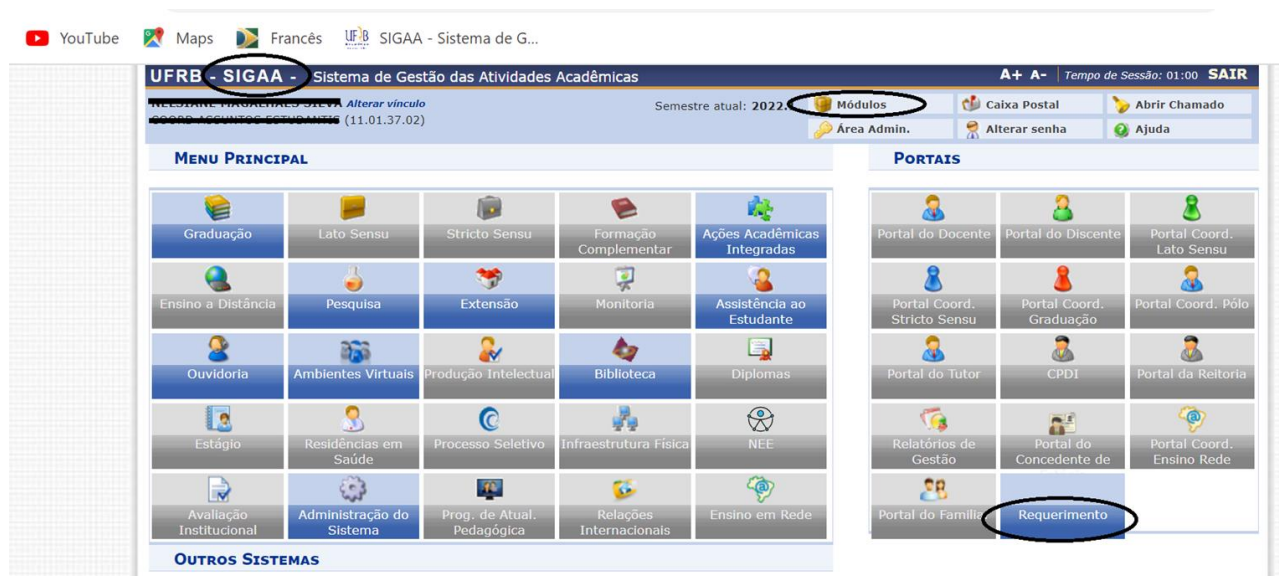 YouTube Maps Francês UFRB SIGAA - Sistema de G...
UFRB - SIGAA - Sistema de Gestão das Atividades Acadêmicas A+ A- Tempo de Sessão: 01:00 SAIR
Alterar vínculo Semestre atual: 2022. Módulos Caixa Postal Abrir Chamado
(11.01.37.02)
Área Admin. Alterar senha Ajuda
MENU PRINCIPAL
Graduação
Lato Sensu
Stricto Sensu
Formação
Complementar
Ações Acadêmicas
Integradas
Ensino a Distância
Pesquisa
Extensão
Monitoria
Assistência ao
Estudante
Ouvidoria
Ambientes Virtuais
Produção Intelectual
Biblioteca
Diplomas
Estágio
Residências em
Saúde
Processo Seletivo
Infraestrutura Física
NEE
Avaliação
Institucional
Administração do
Sistema
Prog. de Atual.
Pedagógica
Relações
Internacionais
Ensino em Rede
OUTROS SISTEMAS
PORTAIS
Portal do Docente
Portal do Discente
Portal Coord.
Lato Sensu
Portal Coord.
Stricto Sensu
Portal Coord.
Graduação
Portal Coord. Pólo
Portal do Tutor
CPDI
Portal da Reitoria
Relatórios de
Gestão
Portal do
Concedente de
Portal Coord.
Ensino Rede
Portal do Familiar
Requerimento